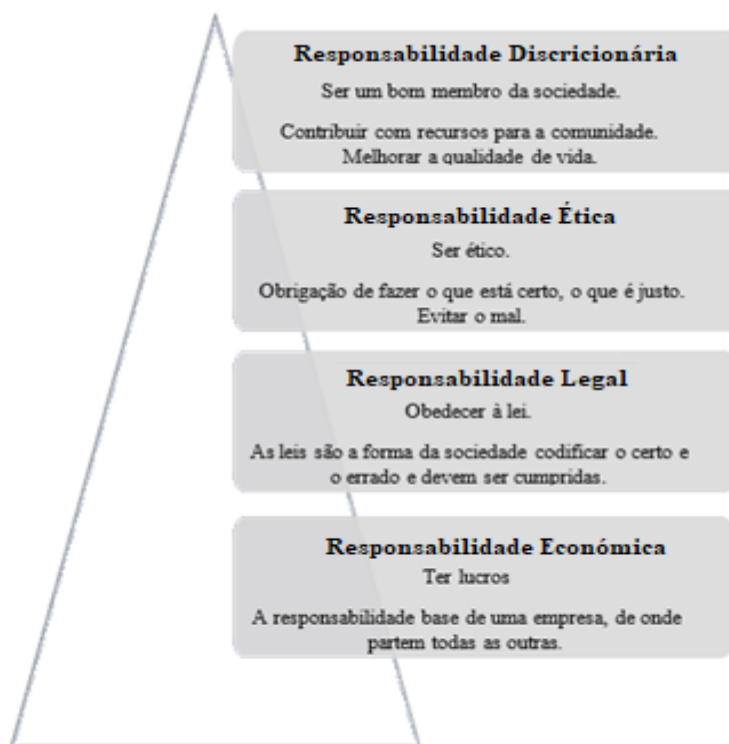 Responsabilidade Discricionária
Ser um bom membro da sociedade.
Contribuir com recursos para a comunidade.
Melhorar a qualidade de vida.
Responsabilidade Ética
Ser ético.
Obrigação de fazer o que está certo, o que é justo.
Evitar o mal.
Responsabilidade Legal
Obedecer à lei.
As leis são a forma da sociedade codificar o certo e
o errado e devem ser cumpridas.
Responsabilidade Económica
Ter lucros
A responsabilidade base de uma empresa, de onde
partem todas as outras.